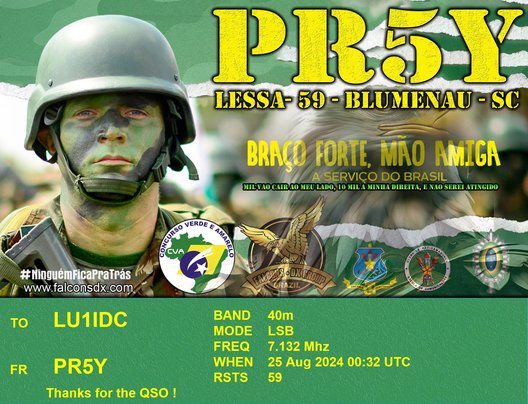 PR5Y
LESSA- 59 - BLUMENAU - SC
BRAÇO FORTE, MÃO AMIGA
A SERVIÇO DO BRASIL
MIL VÃO CAIR AO MEU LADO, 10 MIL À MINHA DIREITA, E NÃO SEREI ATINGIDO
CONCURSO VERDE E AMARELO
CVA
BRAZIL
#NinguémFicaPraTrás
www.falconsdx.com
TO LU1IDC
FR PR5Y
Thanks for the QSO !
BAND 40m
MODE LSB
FREQ 7.132 Mhz
WHEN 25 Aug 2024 00:32 UTC
RSTS 59